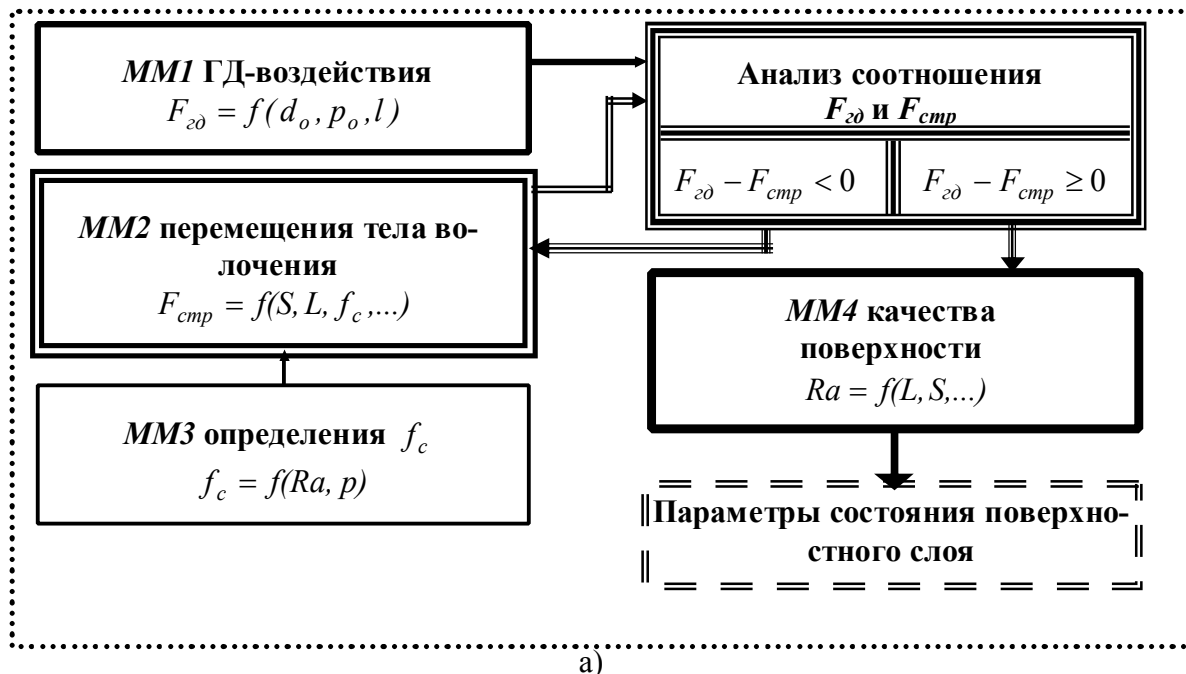 ММ1 ГД-воздействия
F_гд = f(d_o, p_o, l)
Анализ соотношения
F_гд и F_стр
F_гд − F_стр < 0
F_гд − F_стр ≥ 0
ММ2 перемещения тела во-
лочения
F_стр = f(S, L, f_c,...)
ММ4 качества
поверхности
Ra = f(L, S,...)
ММ3 определения f_c
f_c = f(Ra, p)
Параметры состояния поверхно-
стного слоя
а)